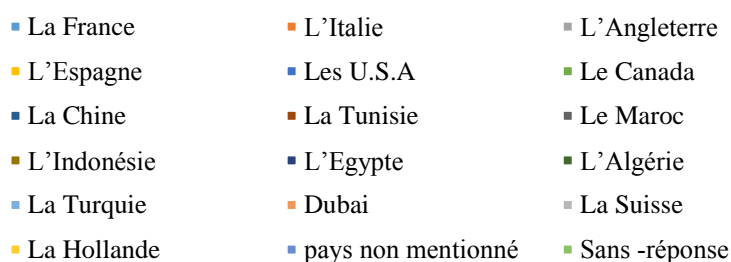 La France L’Italie L’Angleterre
L’Espagne Les U.S.A Le Canada
La Chine La Tunisie Le Maroc
L’Indonésie L’Egypte L’Algérie
La Turquie Dubai La Suisse
La Hollande pays non mentionné Sans -réponse